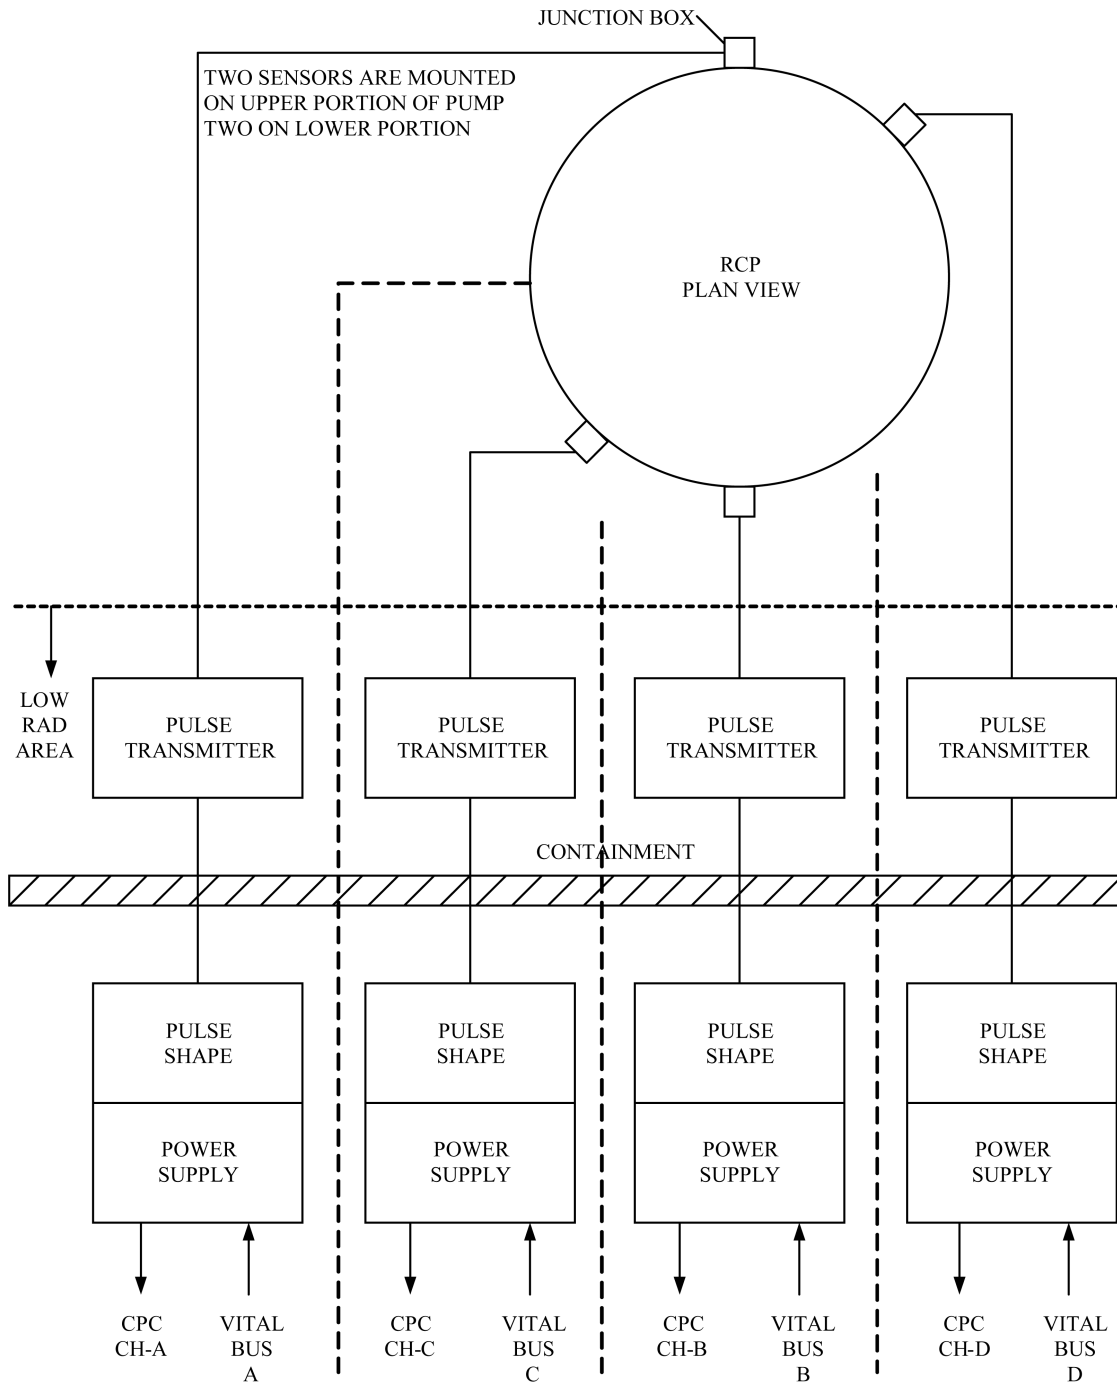 JUNCTION BOX
TWO SENSORS ARE MOUNTED
ON UPPER PORTION OF PUMP
TWO ON LOWER PORTION
RCP
PLAN VIEW
LOW
RAD
AREA
PULSE
TRANSMITTER
PULSE
TRANSMITTER
PULSE
TRANSMITTER
PULSE
TRANSMITTER
CONTAINMENT
PULSE
SHAPE
PULSE
SHAPE
PULSE
SHAPE
PULSE
SHAPE
POWER
SUPPLY
POWER
SUPPLY
POWER
SUPPLY
POWER
SUPPLY
CPC
CH-A
VITAL
BUS
A
CPC
CH-C
VITAL
BUS
C
CPC
CH-B
VITAL
BUS
B
CPC
CH-D
VITAL
BUS
D